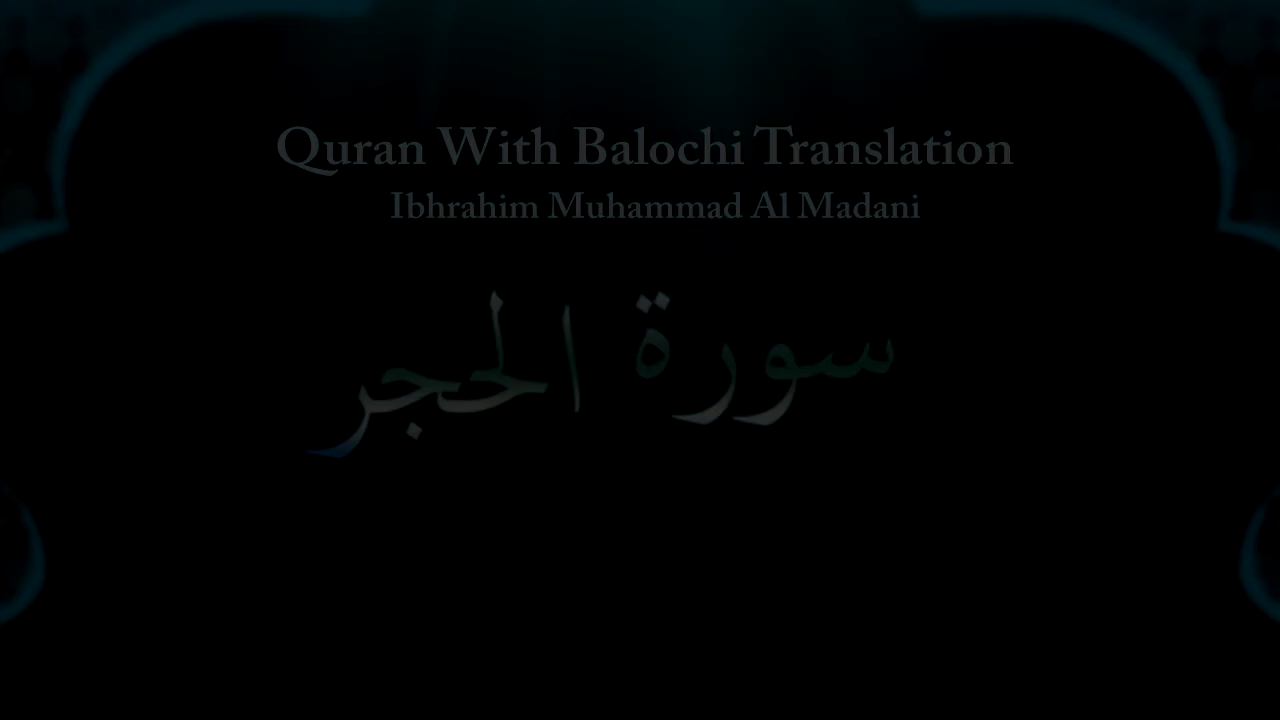 Quran With Balochi Translation
Ibhrahim Muhammad Al Madani
سورة الحجر